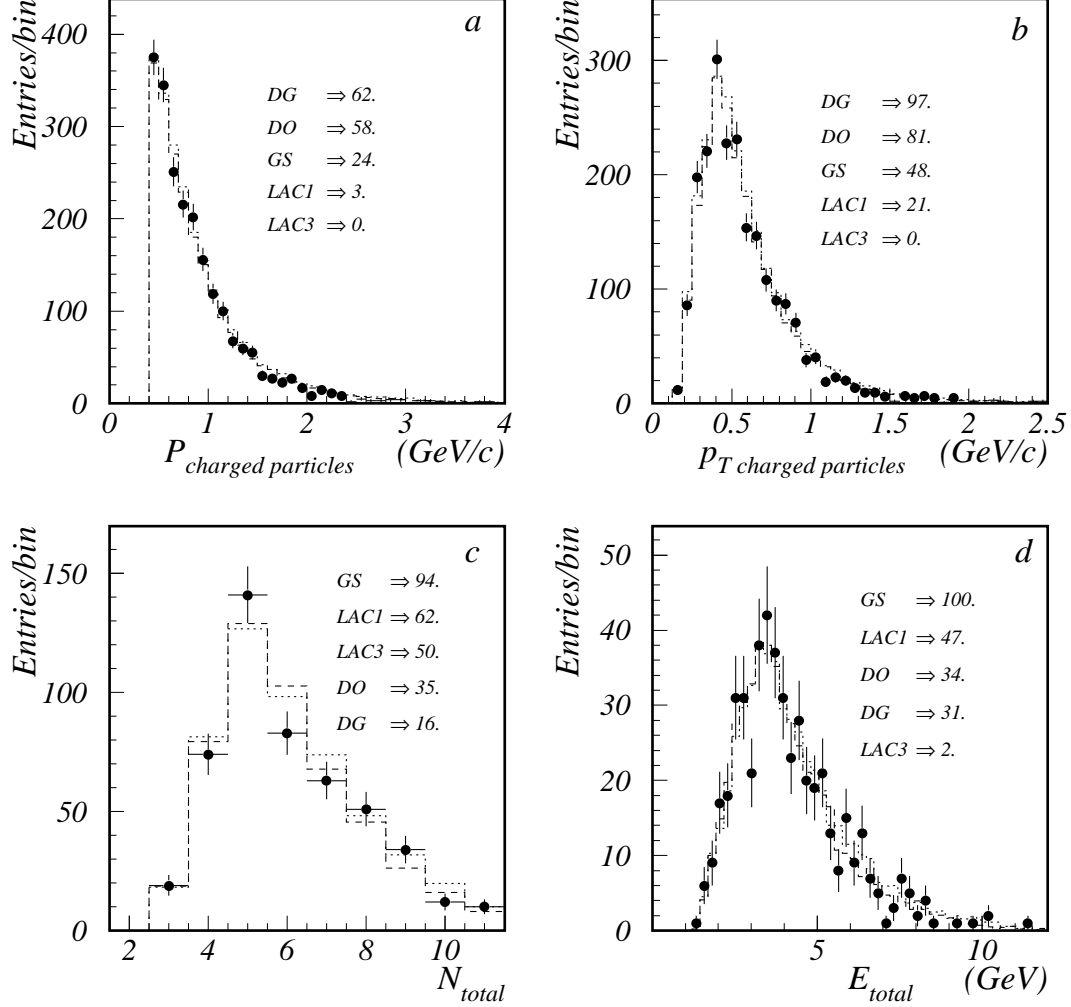 Entries/bin
a
400
300
200
100
0
DG ⇒ 62.
DO ⇒ 58.
GS ⇒ 24.
LAC1 ⇒ 3.
LAC3 ⇒ 0.
0 1 2 3 4
P charged particles (GeV/c)
Entries/bin
b
300
200
100
0
DG ⇒ 97.
DO ⇒ 81.
GS ⇒ 48.
LAC1 ⇒ 21.
LAC3 ⇒ 0.
0 0.5 1 1.5 2 2.5
pT charged particles (GeV/c)
Entries/bin
c
150
100
50
0
GS ⇒ 94.
LAC1 ⇒ 62.
LAC3 ⇒ 50.
DO ⇒ 35.
DG ⇒ 16.
2 4 6 8 10
N total
Entries/bin
d
50
40
30
20
10
0
GS ⇒ 100.
LAC1 ⇒ 47.
DO ⇒ 34.
DG ⇒ 31.
LAC3 ⇒ 2.
5 10
E total (GeV)